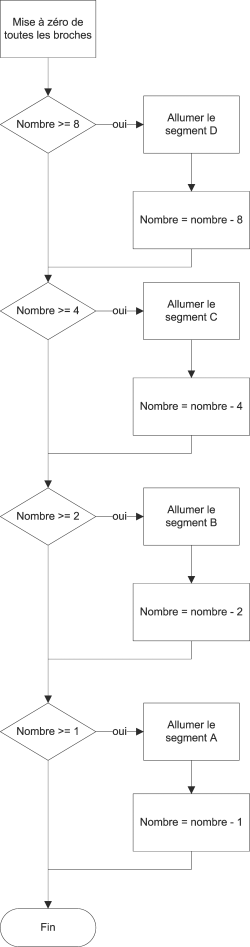 Mise à zéro de
toutes les broches
Nombre >= 8
oui
Allumer le
segment D
Nombre = nombre - 8
Nombre >= 4
oui
Allumer le
segment C
Nombre = nombre - 4
Nombre >= 2
oui
Allumer le
segment B
Nombre = nombre - 2
Nombre >= 1
oui
Allumer le
segment A
Nombre = nombre - 1
Fin